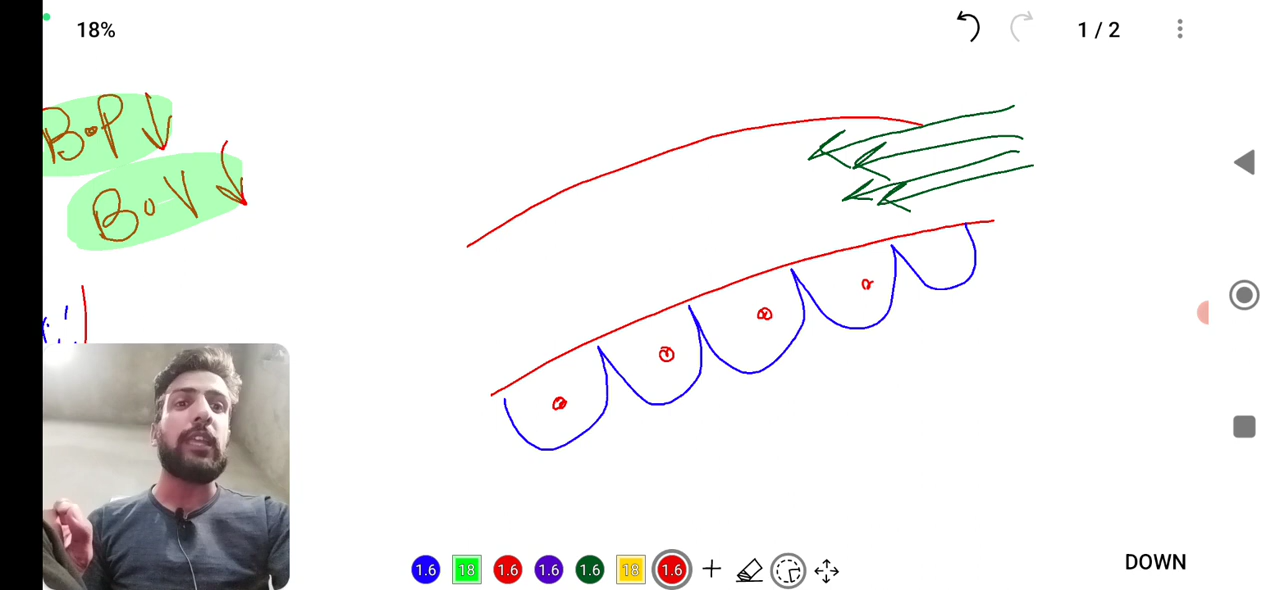 18%
1 / 2
B.P ↓
B.V ↓
1.6 18 1.6 1.6 1.6 18 1.6
DOWN